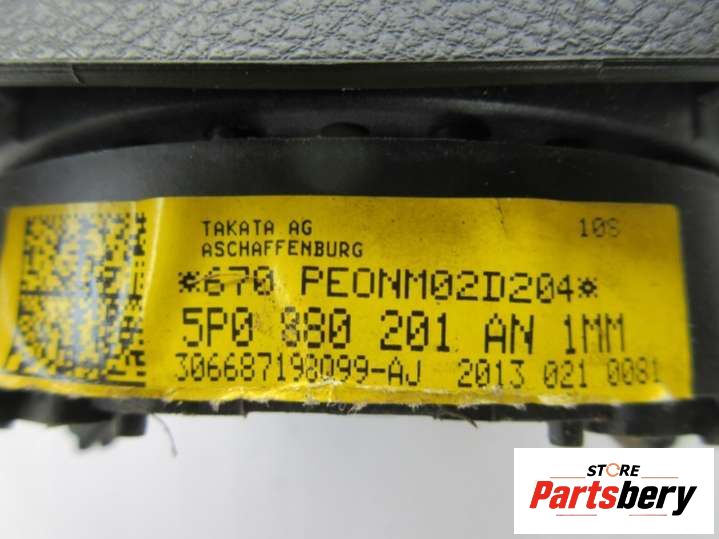 TAKATA AG 10S
ASCHAFFENBURG
*670 PEONM02D204*
5P0 880 201 AN 1MM
306687198099-AJ 2013 021 0081
STORE
Partsbery